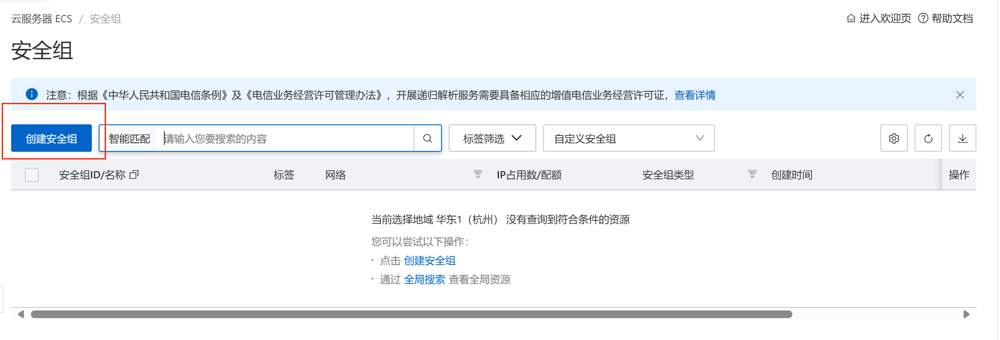 云服务器 ECS / 安全组
进入欢迎页 帮助文档
安全组
注意：根据《中华人民共和国电信条例》及《电信业务经营许可管理办法》，开展递归解析服务需要具备相应的增值电信业务经营许可证，查看详情
创建安全组 智能匹配 请输入您要搜索的内容 标签筛选 自定义安全组
安全组ID/名称 标签 网络 IP占用数/配额 安全组类型 创建时间 操作
当前选择地域 华东1（杭州） 没有查询到符合条件的资源
您可以尝试以下操作：
· 点击 创建安全组
· 通过 全局搜索 查看全局资源